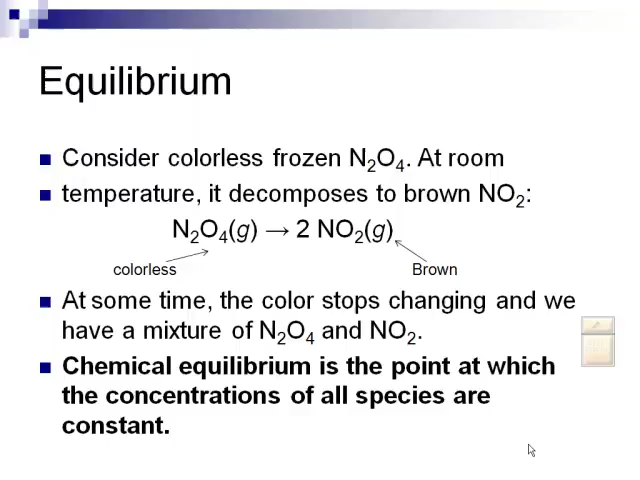 Equilibrium
Consider colorless frozen N₂O₄. At room
temperature, it decomposes to brown NO₂:
N₂O₄(g) → 2 NO₂(g)
colorless
Brown
At some time, the color stops changing and we
have a mixture of N₂O₄ and NO₂.
Chemical equilibrium is the point at which
the concentrations of all species are
constant.